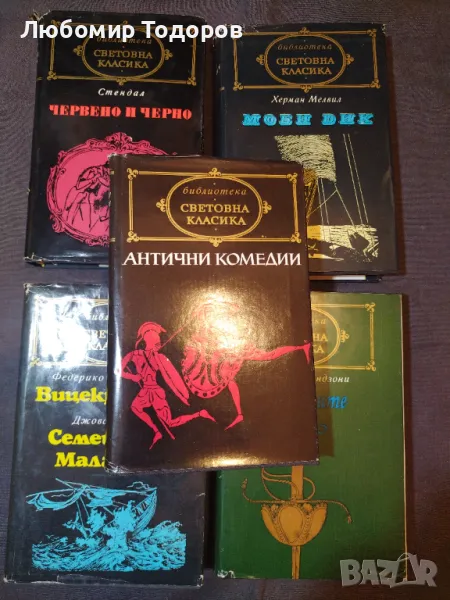 Любомир Тодоров
библиотека
СВЕТОВНА
КЛАСИКА
Стендал
ЧЕРВЕНО И ЧЕРНО
библиотека
СВЕТОВНА
КЛАСИКА
Херман Мелвил
МОБИ ДИК
библиотека
СВЕТОВНА
КЛАСИКА
АНТИЧНИ КОМЕДИИ
Федерико
Джова
Семе
Мала
BAZAR